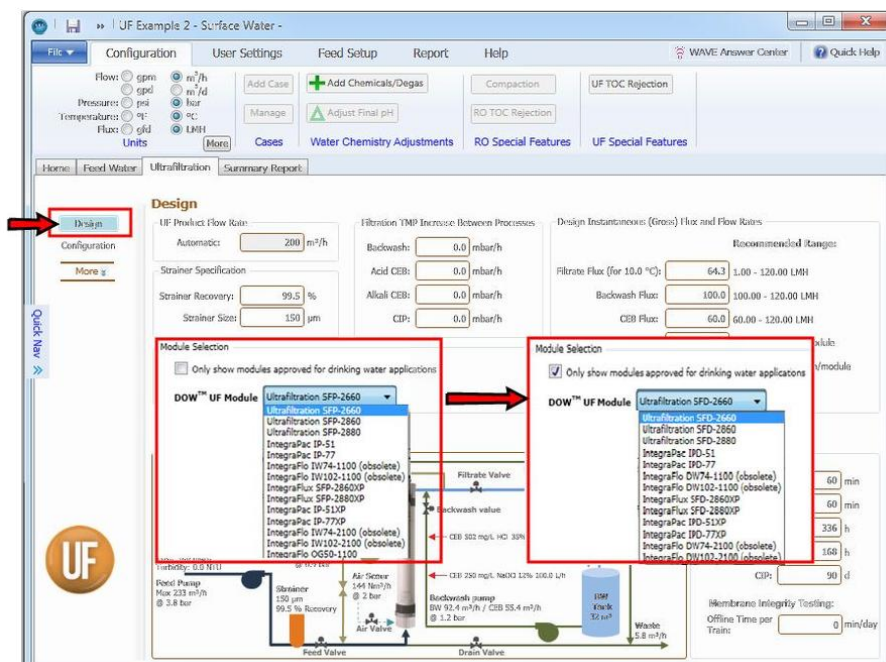 UF Example 2 - Surface Water -
File
Configuration
User Settings
Feed Setup
Report
Help
WAVE Answer Center
Quick Help
Flow: gpm m³/h
gpd m³/d
Pressure: psi bar
Temperature: °F °C
Flux: gfd LMH
Units
More
Add Case
Manage
Cases
Add Chemicals/Degas
Adjust Final pH
Water Chemistry Adjustments
Compaction
RO TOC Rejection
RO Special Features
UF TOC Rejection
UF Special Features
Home
Feed Water
Ultrafiltration
Summary Report
Design
Configuration
More
Quick Nav
Design
UF Product Flow Rate
Automatic: 200 m³/h
Strainer Specification
Strainer Recovery: 99.5 %
Strainer Size: 150 µm
Filtration TMP Increase Between Processes
Backwash: 0.0 mbar/h
Acid CEB: 0.0 mbar/h
Alkali CEB: 0.0 mbar/h
CIP: 0.0 mbar/h
Design Instantaneous (Gross) Flux and Flow Rates
Recommended Range:
Filtrate Flux (for 10.0 °C): 64.3 1.00 - 120.00 LMH
Backwash Flux: 100.0 100.00 - 120.00 LMH
CEB Flux: 60.0 60.00 - 120.00 LMH
/module
Module Selection
Only show modules approved for drinking water applications
DOW™ UF Module Ultrafiltration SFP-2660
Ultrafiltration SFP-2660
Ultrafiltration SFP-2860
Ultrafiltration SFP-2880
IntegraPac IP-51
IntegraPac IP-77
IntegraFlo IW74-1100 (obsolete)
IntegraFlo IW102-1100 (obsolete)
IntegraFlux SFP-2860XP
IntegraFlux SFP-2880XP
IntegraPac IP-51XP
IntegraPac IP-77XP
IntegraFlo IW74-2100 (obsolete)
IntegraFlo IW102-2100 (obsolete)
IntegraFlo OG50-1100
Module Selection
Only show modules approved for drinking water applicatons
DOW™ UF Module Ultrafiltration SFD-2660
Ultrafiltration SFD-2660
Ultrafiltration SFD-2860
Ultrafiltration SFD-2880
IntegraPac IPD-51
IntegraPac IPD-77
IntegraFlo DW74-1100 (obsolete)
IntegraFlo DW102-1100 (obsolete)
IntegraFlux SFD-2860XP
IntegraFlux SFD-2880XP
IntegraPac IPD-51XP
IntegraPac IPD-77XP
IntegraFlo DW74-2100 (obsolete)
IntegraFlo DW102-2100 (obsolete)
60 min
60 min
336 h
168 h
CIP: 90 d
Membrane Integrity Testing:
Offline Time per
Train: 0 min/day
UF
Filtrate Valve
Backwash value
CEB 502 mg/L HCl 33%
CEB 250 mg/L NaOCl 12% 100.0 L/h
Turbidity: 0.0 NTU
Feed Pump
Max 233 m³/h
@ 3.8 bar
Strainer
150 µm
99.5 % Recovery
Air Scour
144 Nm³/h
@ 2 bar
Air Valve
Backwash pump
BW 92.4 m³/h / CEB 55.4 m³/h
@ 1.2 bar
BW
Tank
32 m³
Waste
5.8 m³/h
Feed Valve
Drain Valve